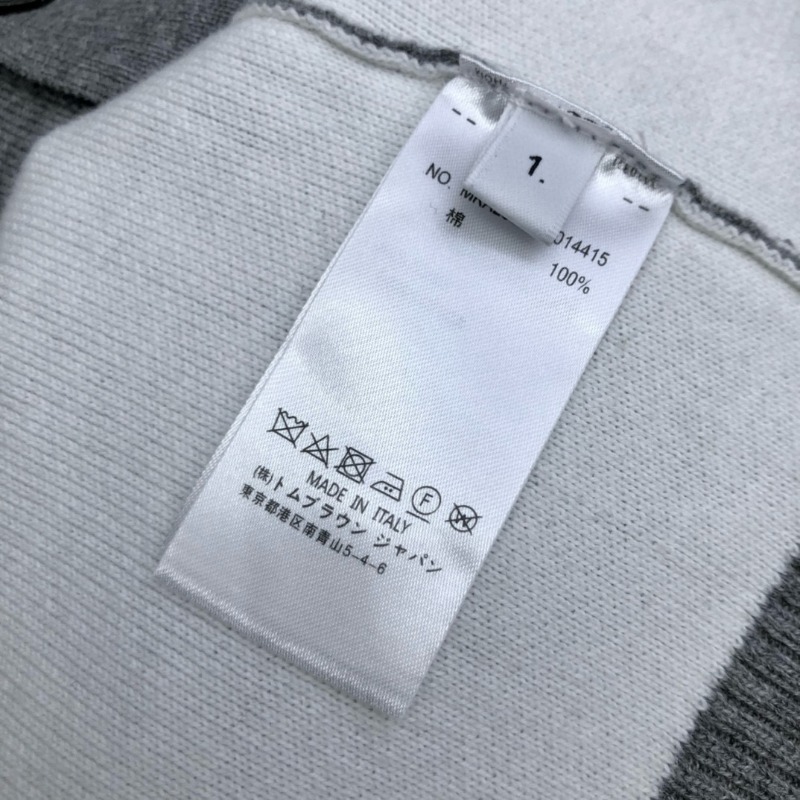 1.
NO. 014415
棉 100%
F W
MADE IN ITALY
(株)トムブラウン ジャパン
東京都港区南青山5-4-6